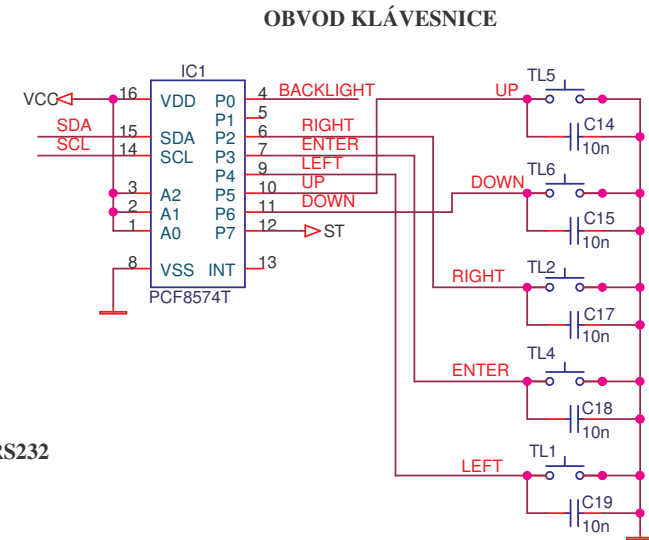 OBVOD KLÁVESNICE
IC1
VCC
16
VDD
P0
4
BACKLIGHT
P1
5
SDA
15
SDA
P2
6
RIGHT
SCL
14
SCL
P3
7
ENTER
P4
9
LEFT
3
A2
P5
10
UP
2
A1
P6
11
DOWN
1
A0
P7
12
ST
8
VSS
INT
13
PCF8574T
UP
TL5
C14
10n
DOWN
TL6
C15
10n
RIGHT
TL2
C17
10n
ENTER
TL4
C18
10n
LEFT
TL1
C19
10n
RS232